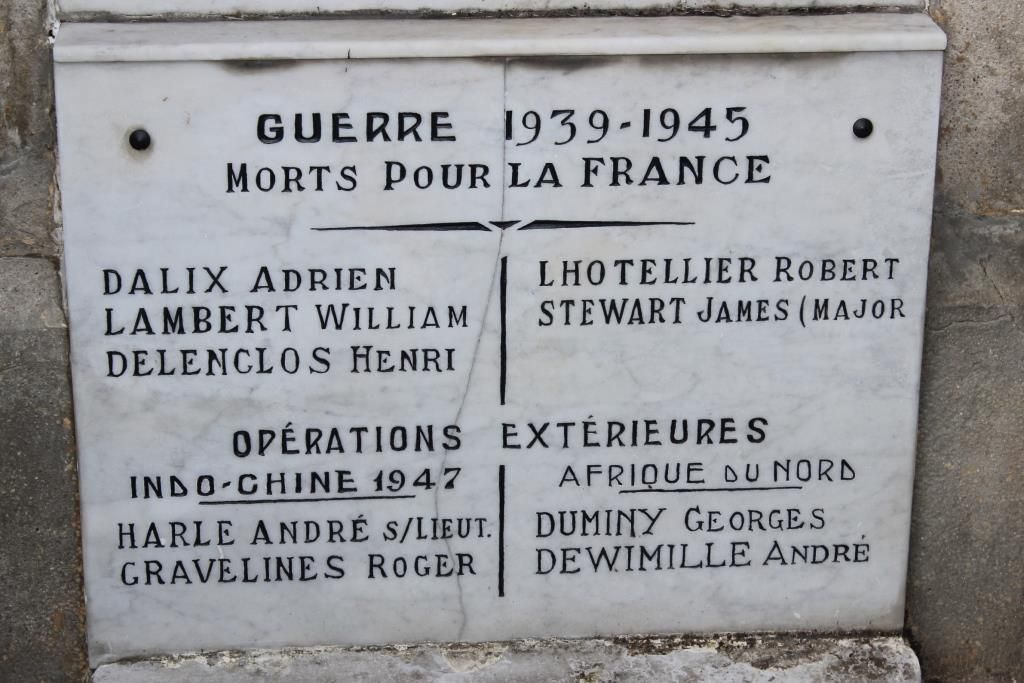 GUERRE 1939-1945
MORTS POUR LA FRANCE
DALIX ADRIEN
LAMBERT WILLIAM
DELENCLOS HENRI
LHOTELLIER ROBERT
STEWART JAMES (MAJOR
OPÉRATIONS EXTÉRIEURES
INDO-CHINE 1947
HARLE ANDRÉ S/LIEUT.
GRAVELINES ROGER
AFRIQUE DU NORD
DUMINY GEORGES
DEWIMILLE ANDRÉ